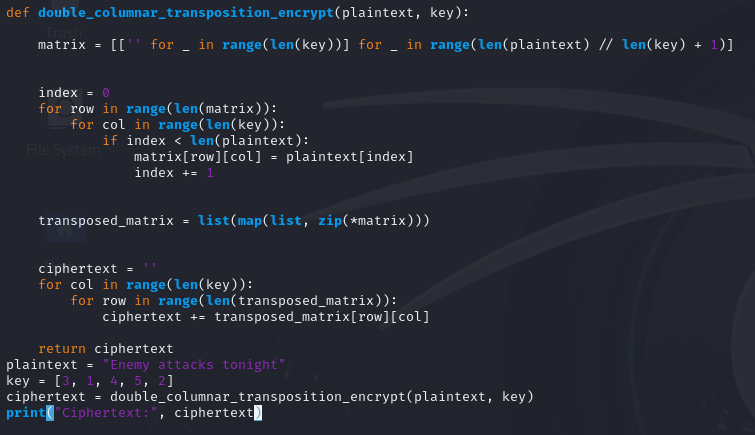 Trash
def double_columnar_transposition_encrypt(plaintext, key):
    matrix = [['' for _ in range(len(key))] for _ in range(len(plaintext) // len(key) + 1)]
    index = 0
    for row in range(len(matrix)):
        for col in range(len(key)):
            if index < len(plaintext):
                matrix[row][col] = plaintext[index]
File System
                index += 1
    transposed_matrix = list(map(list, zip(*matrix)))
    ciphertext = ''
    for col in range(len(key)):
        for row in range(len(transposed_matrix)):
            ciphertext += transposed_matrix[row][col]
    return ciphertext
plaintext = "Enemy attacks tonight"
key = [3, 1, 4, 5, 2]
ciphertext = double_columnar_transposition_encrypt(plaintext, key)
print("Ciphertext:", ciphertext)